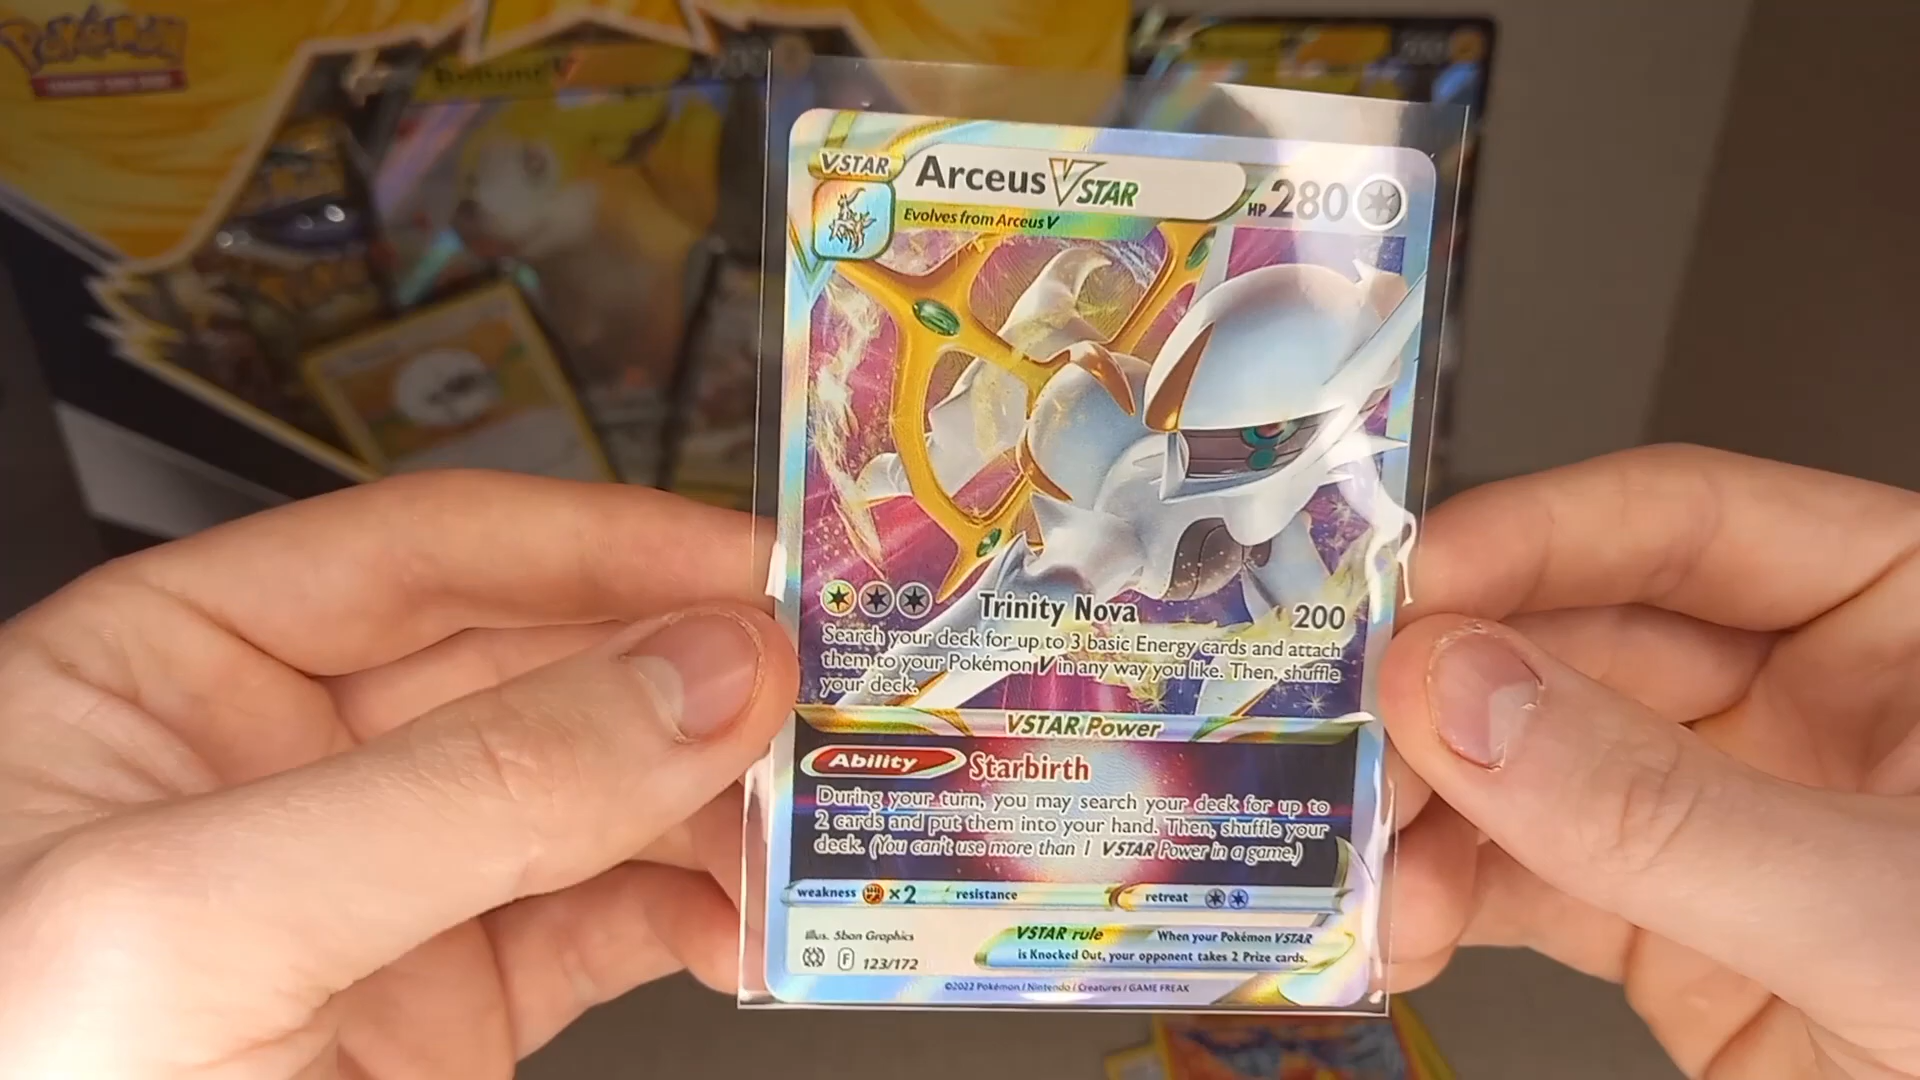 Pokémon
VSTAR
Arceus VSTAR
HP 280
Evolves from Arceus V
Trinity Nova 200
Search your deck for up to 3 basic Energy cards and attach
them to your Pokémon V in any way you like. Then, shuffle
your deck.
VSTAR Power
Ability Starbirth
During your turn, you may search your deck for up to
2 cards and put them into your hand. Then, shuffle your
deck. (You can't use more than 1 VSTAR Power in a game.)
weakness ×2 resistance retreat
Illus. 5ban Graphics
F 123/172
VSTAR rule When your Pokémon VSTAR
is Knocked Out, your opponent takes 2 Prize cards.
©2022 Pokémon / Nintendo / Creatures / GAME FREAK